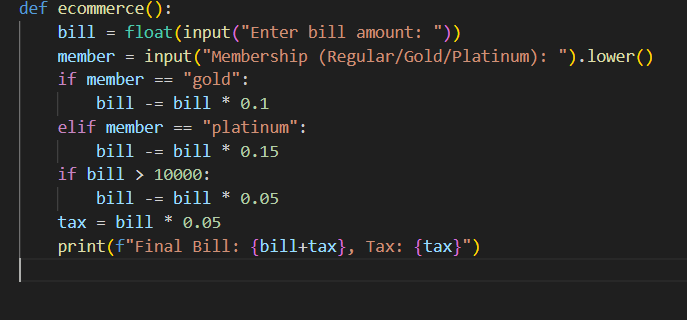 def ecommerce():
    bill = float(input("Enter bill amount: "))
    member = input("Membership (Regular/Gold/Platinum): ").lower()
    if member == "gold":
        bill -= bill * 0.1
    elif member == "platinum":
        bill -= bill * 0.15
    if bill > 10000:
        bill -= bill * 0.05
    tax = bill * 0.05
    print(f"Final Bill: {bill+tax}, Tax: {tax}")